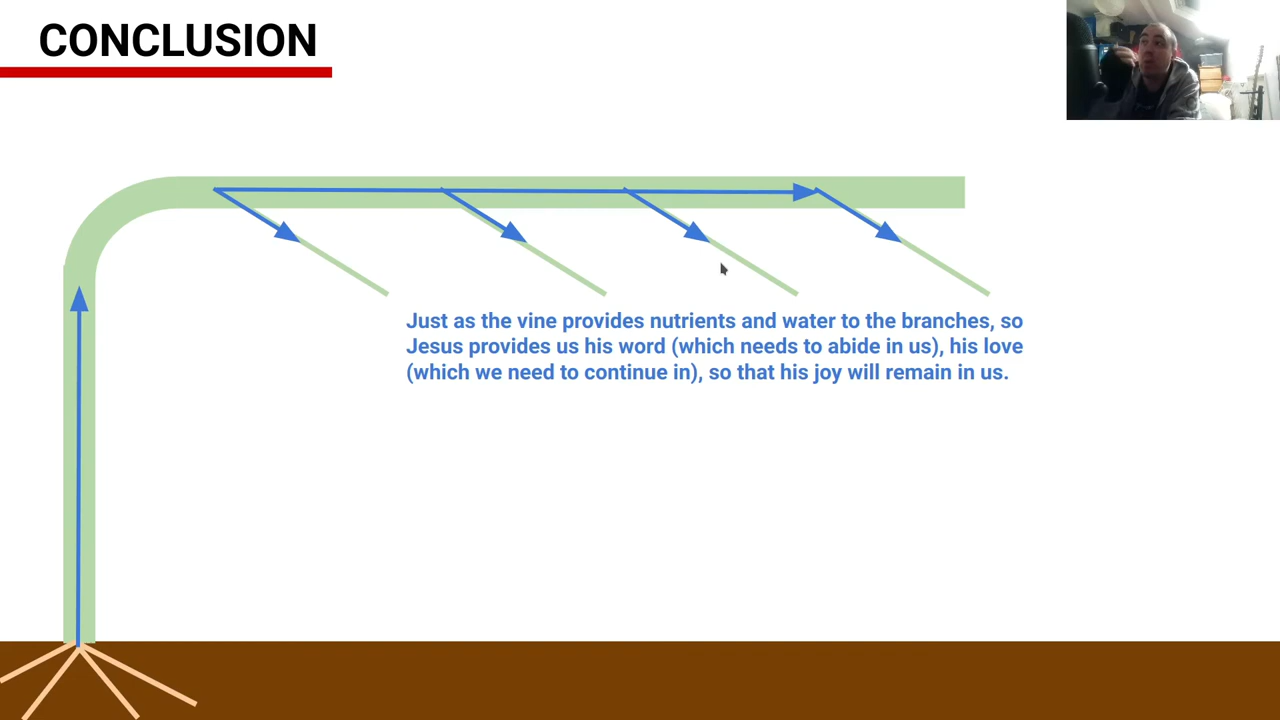 CONCLUSION
Just as the vine provides nutrients and water to the branches, so
Jesus provides us his word (which needs to abide in us), his love
(which we need to continue in), so that his joy will remain in us.